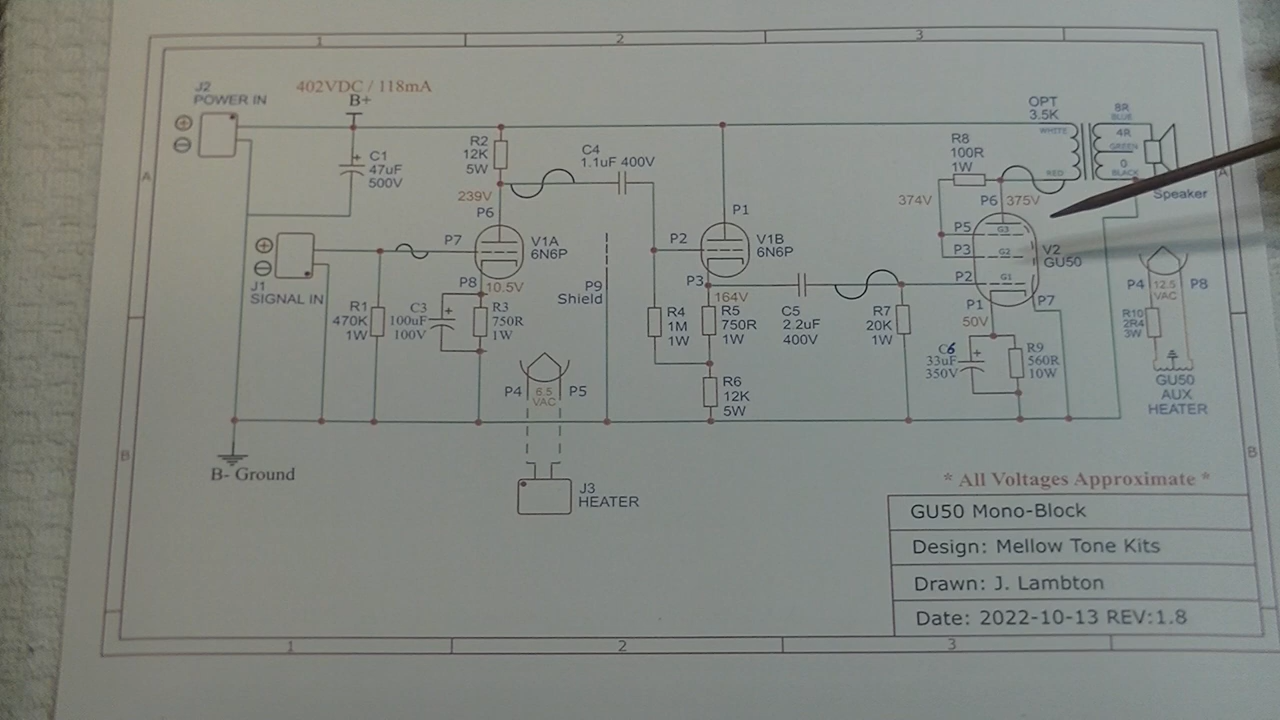 1
2
3
J2
POWER IN
402VDC / 118mA
B+
A
C1
47uF
500V
R2
12K
5W
239V
C4
1.1uF 400V
OPT
3.5K
WHITE
RED
8R
BLUE
4R
GREEN
0
BLACK
Speaker
A
R8
100R
1W
374V
P6
375V
P5
G3
P3
G2
P2
G1
V2
GU50
P1
50V
P7
P6
P7
V1A
6N6P
P8
10.5V
J1
SIGNAL IN
R1
470K
1W
C3
100uF
100V
R3
750R
1W
P9
Shield
P2
P1
V1B
6N6P
P3
164V
R4
1M
1W
R5
750R
1W
R6
12K
5W
C5
2.2uF
400V
R7
20K
1W
C6
33uF
350V
R9
560R
10W
P4
12.5
VAC
P8
R10
2R4
3W
GU50
AUX
HEATER
P4
6.5
VAC
P5
J3
HEATER
B
B- Ground
B
* All Voltages Approximate *
GU50 Mono-Block
Design: Mellow Tone Kits
Drawn: J. Lambton
Date: 2022-10-13 REV:1.8
1
2
3